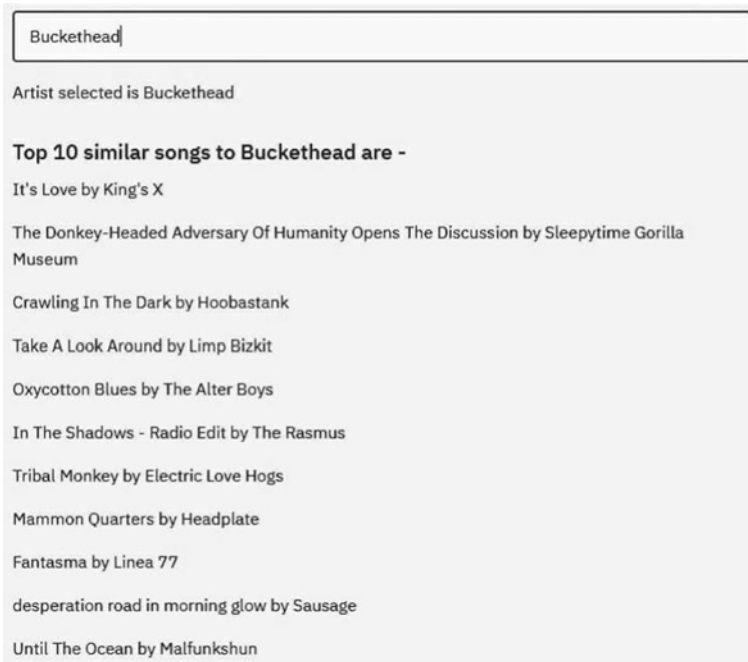 Buckethead
Artist selected is Buckethead
Top 10 similar songs to Buckethead are -
It's Love by King's X
The Donkey-Headed Adversary Of Humanity Opens The Discussion by Sleepytime Gorilla
Museum
Crawling In The Dark by Hoobastank
Take A Look Around by Limp Bizkit
Oxycotton Blues by The Alter Boys
In The Shadows - Radio Edit by The Rasmus
Tribal Monkey by Electric Love Hogs
Mammon Quarters by Headplate
Fantasma by Linea 77
desperation road in morning glow by Sausage
Until The Ocean by Malfunkshun